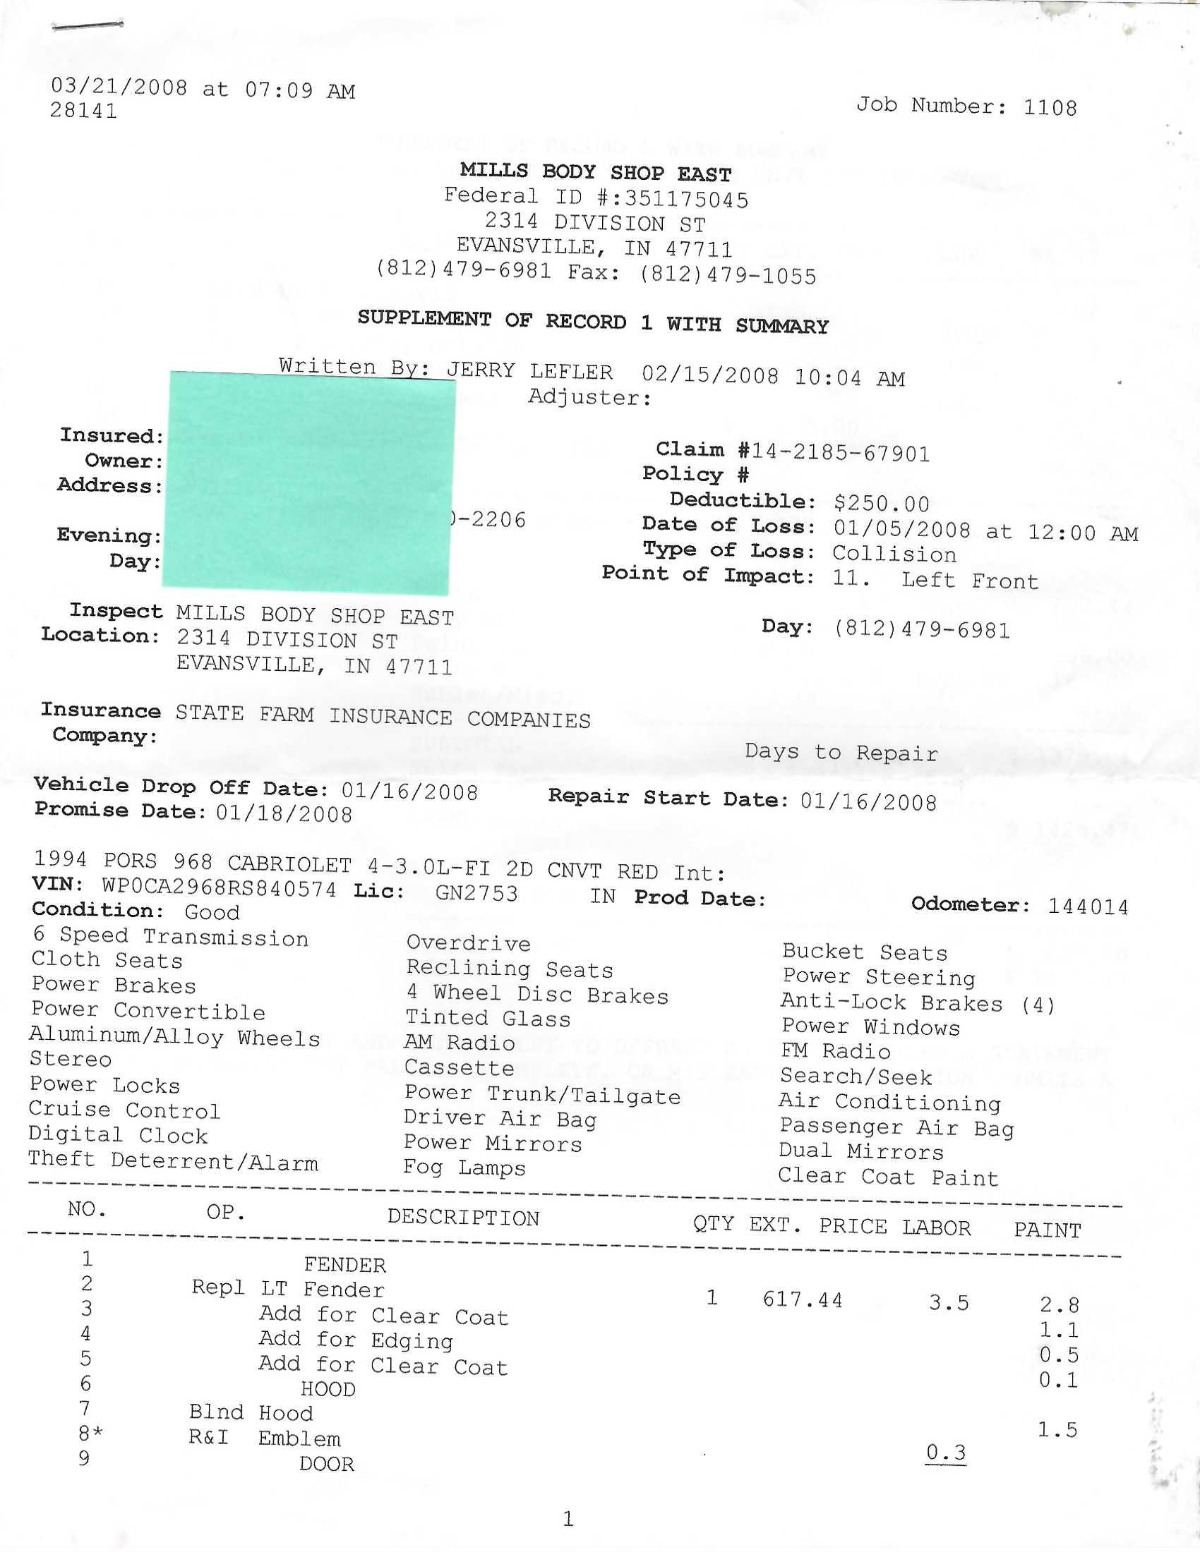 03/21/2008 at 07:09 AM
28141
Job Number: 1108
MILLS BODY SHOP EAST
Federal ID #:351175045
2314 DIVISION ST
EVANSVILLE, IN 47711
(812)479-6981 Fax: (812)479-1055
SUPPLEMENT OF RECORD 1 WITH SUMMARY
Written By: JERRY LEFLER 02/15/2008 10:04 AM
Adjuster:
Insured:
Owner:
Address:
-2206
Evening:
Day:
Claim #14-2185-67901
Policy #
Deductible: $250.00
Date of Loss: 01/05/2008 at 12:00 AM
Type of Loss: Collision
Point of Impact: 11. Left Front
Inspect MILLS BODY SHOP EAST
Location: 2314 DIVISION ST
EVANSVILLE, IN 47711
Day: (812)479-6981
Insurance STATE FARM INSURANCE COMPANIES
Company:
Days to Repair
Vehicle Drop Off Date: 01/16/2008 Repair Start Date: 01/16/2008
Promise Date: 01/18/2008
1994 PORS 968 CABRIOLET 4-3.0L-FI 2D CNVT RED Int:
VIN: WP0CA2968RS840574 Lic: GN2753 IN Prod Date: Odometer: 144014
Condition: Good
6 Speed Transmission Overdrive Bucket Seats
Cloth Seats Reclining Seats Power Steering
Power Brakes 4 Wheel Disc Brakes Anti-Lock Brakes (4)
Power Convertible Tinted Glass Power Windows
Aluminum/Alloy Wheels AM Radio FM Radio
Stereo Cassette Search/Seek
Power Locks Power Trunk/Tailgate Air Conditioning
Cruise Control Driver Air Bag Passenger Air Bag
Digital Clock Power Mirrors Dual Mirrors
Theft Deterrent/Alarm Fog Lamps Clear Coat Paint
NO. OP. DESCRIPTION QTY EXT. PRICE LABOR PAINT
1 FENDER
2 Repl LT Fender 1 617.44 3.5 2.8
3 Add for Clear Coat 1.1
4 Add for Edging 0.5
5 Add for Clear Coat 0.1
6 HOOD
7 Blnd Hood 1.5
8* R&I Emblem 0.3
9 DOOR
1